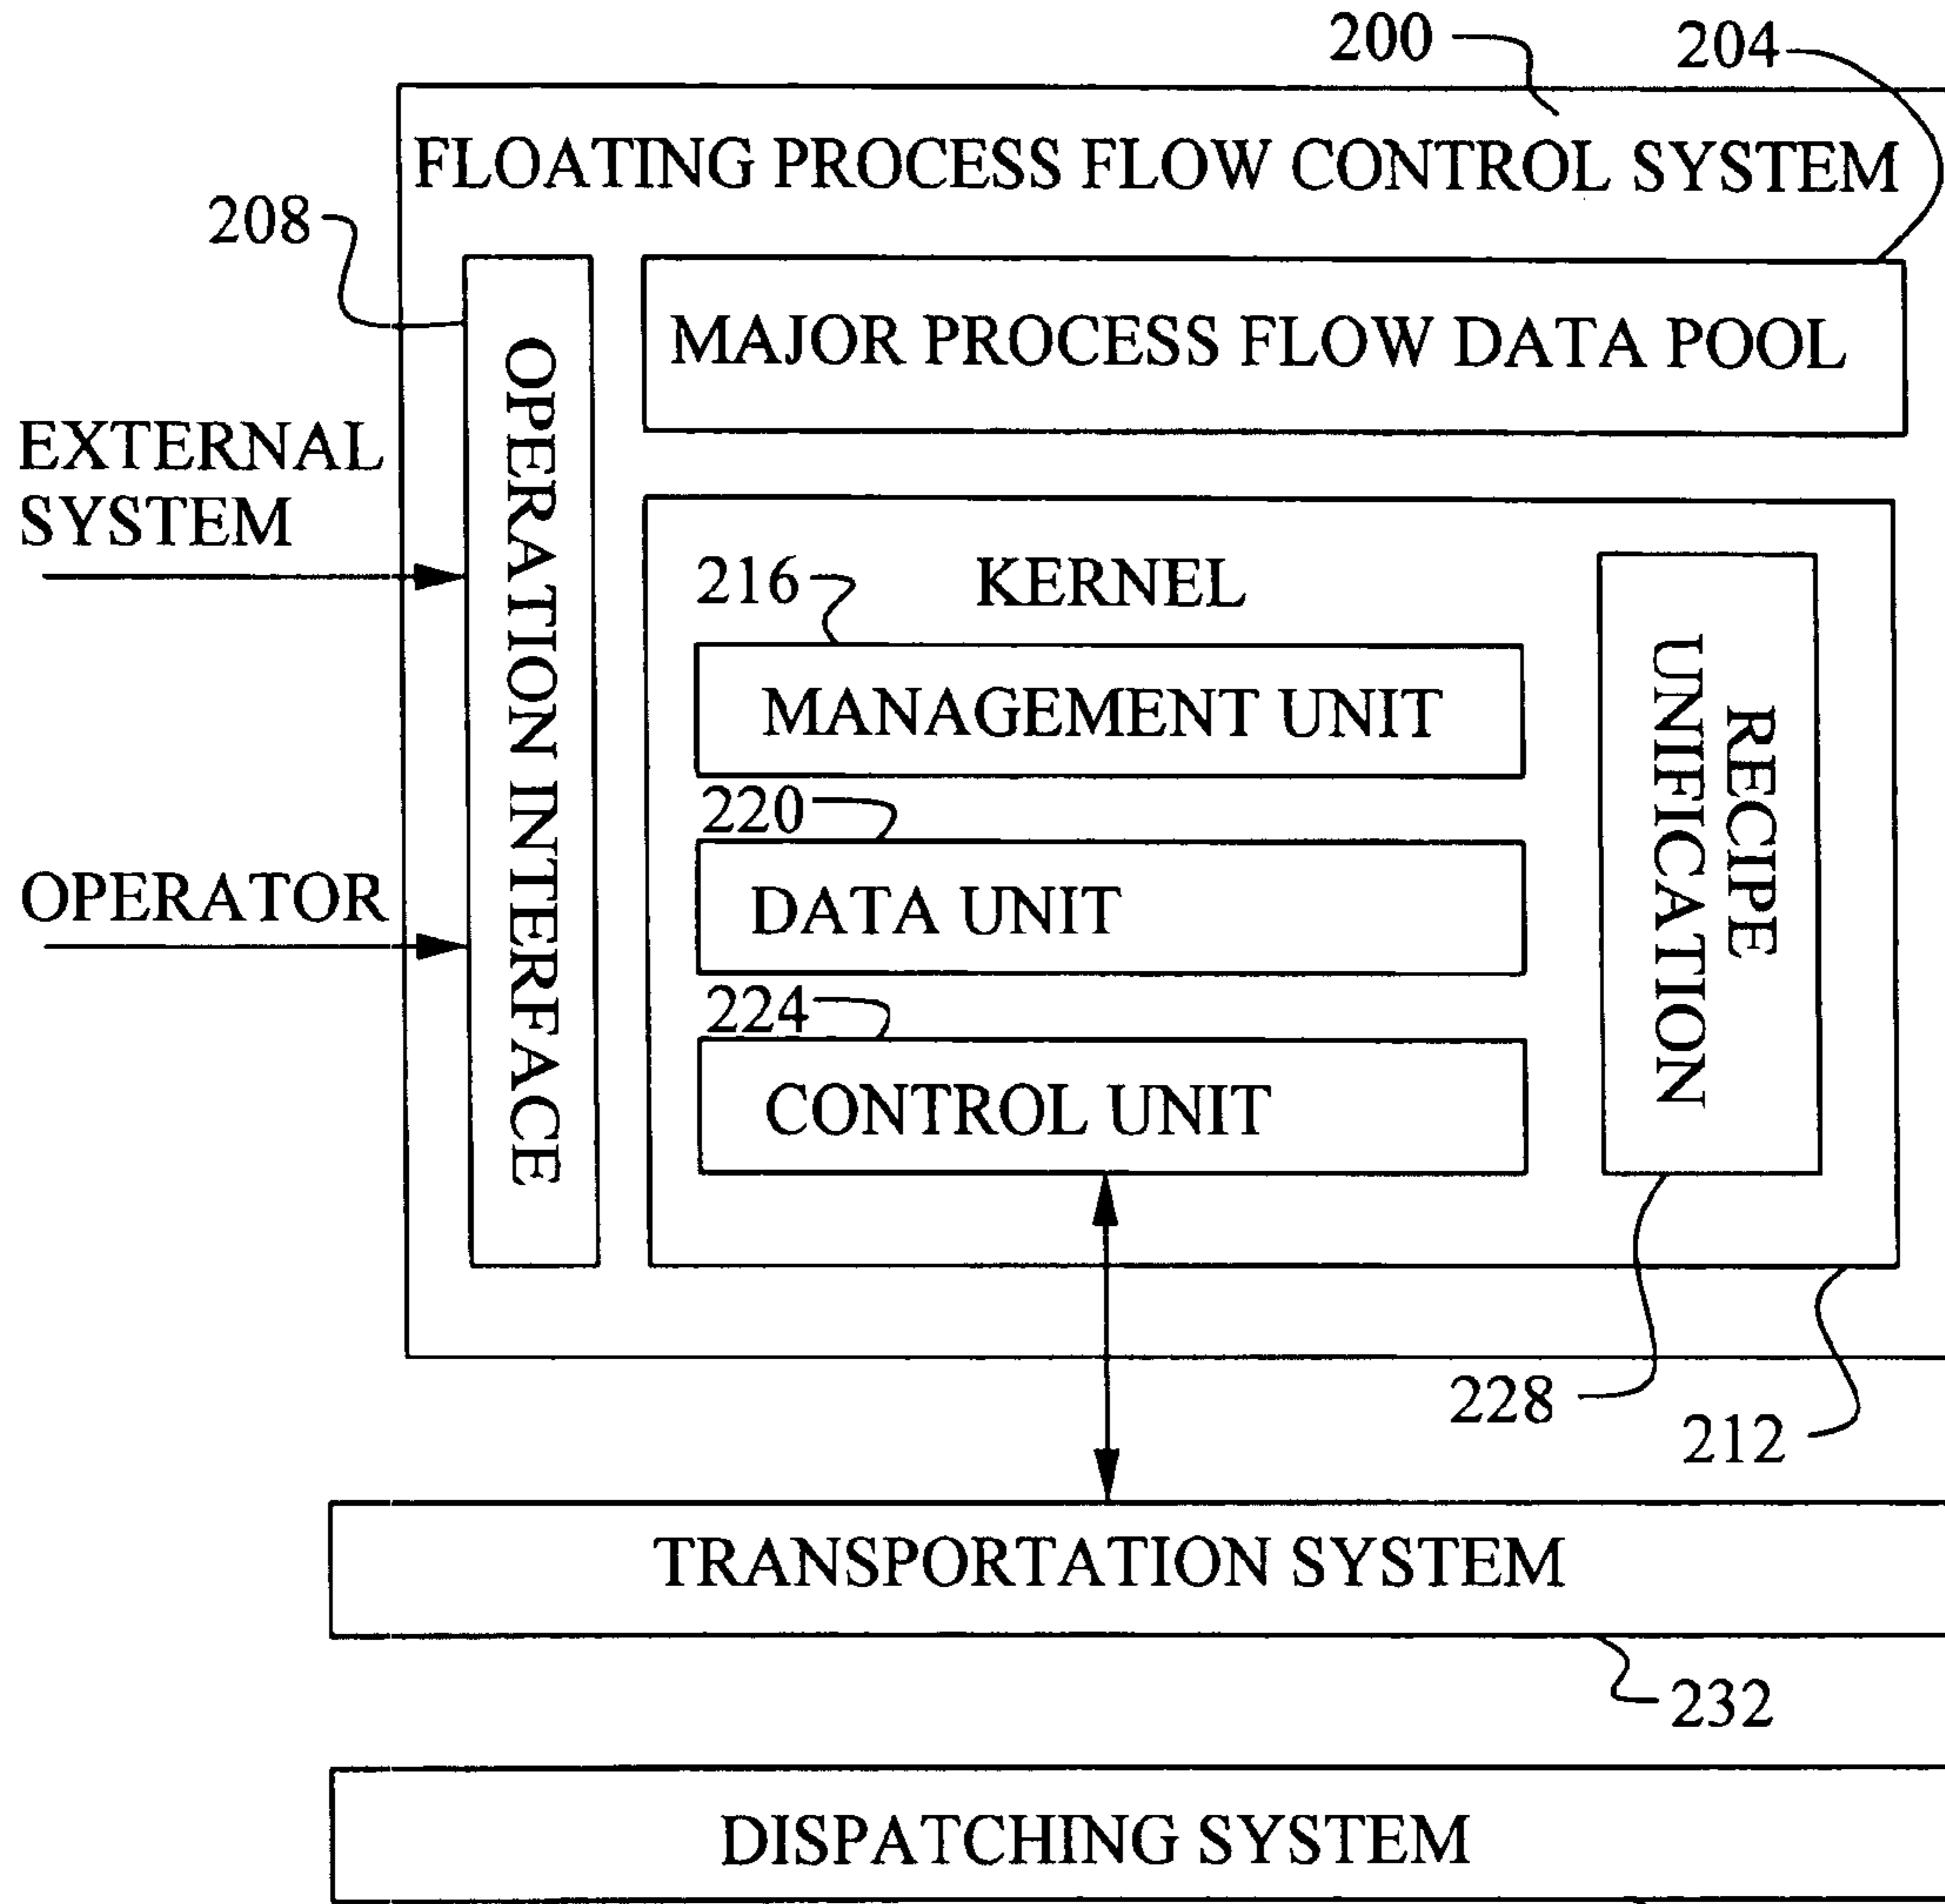 200
204
FLOATING PROCESS FLOW CONTROL SYSTEM
208
MAJOR PROCESS FLOW DATA POOL
OPERATION INTERFACE
EXTERNAL
SYSTEM
OPERATOR
KERNEL
216
MANAGEMENT UNIT
220
DATA UNIT
224
CONTROL UNIT
RECIPE
UNIFICATION
228
212
TRANSPORTATION SYSTEM
232
DISPATCHING SYSTEM